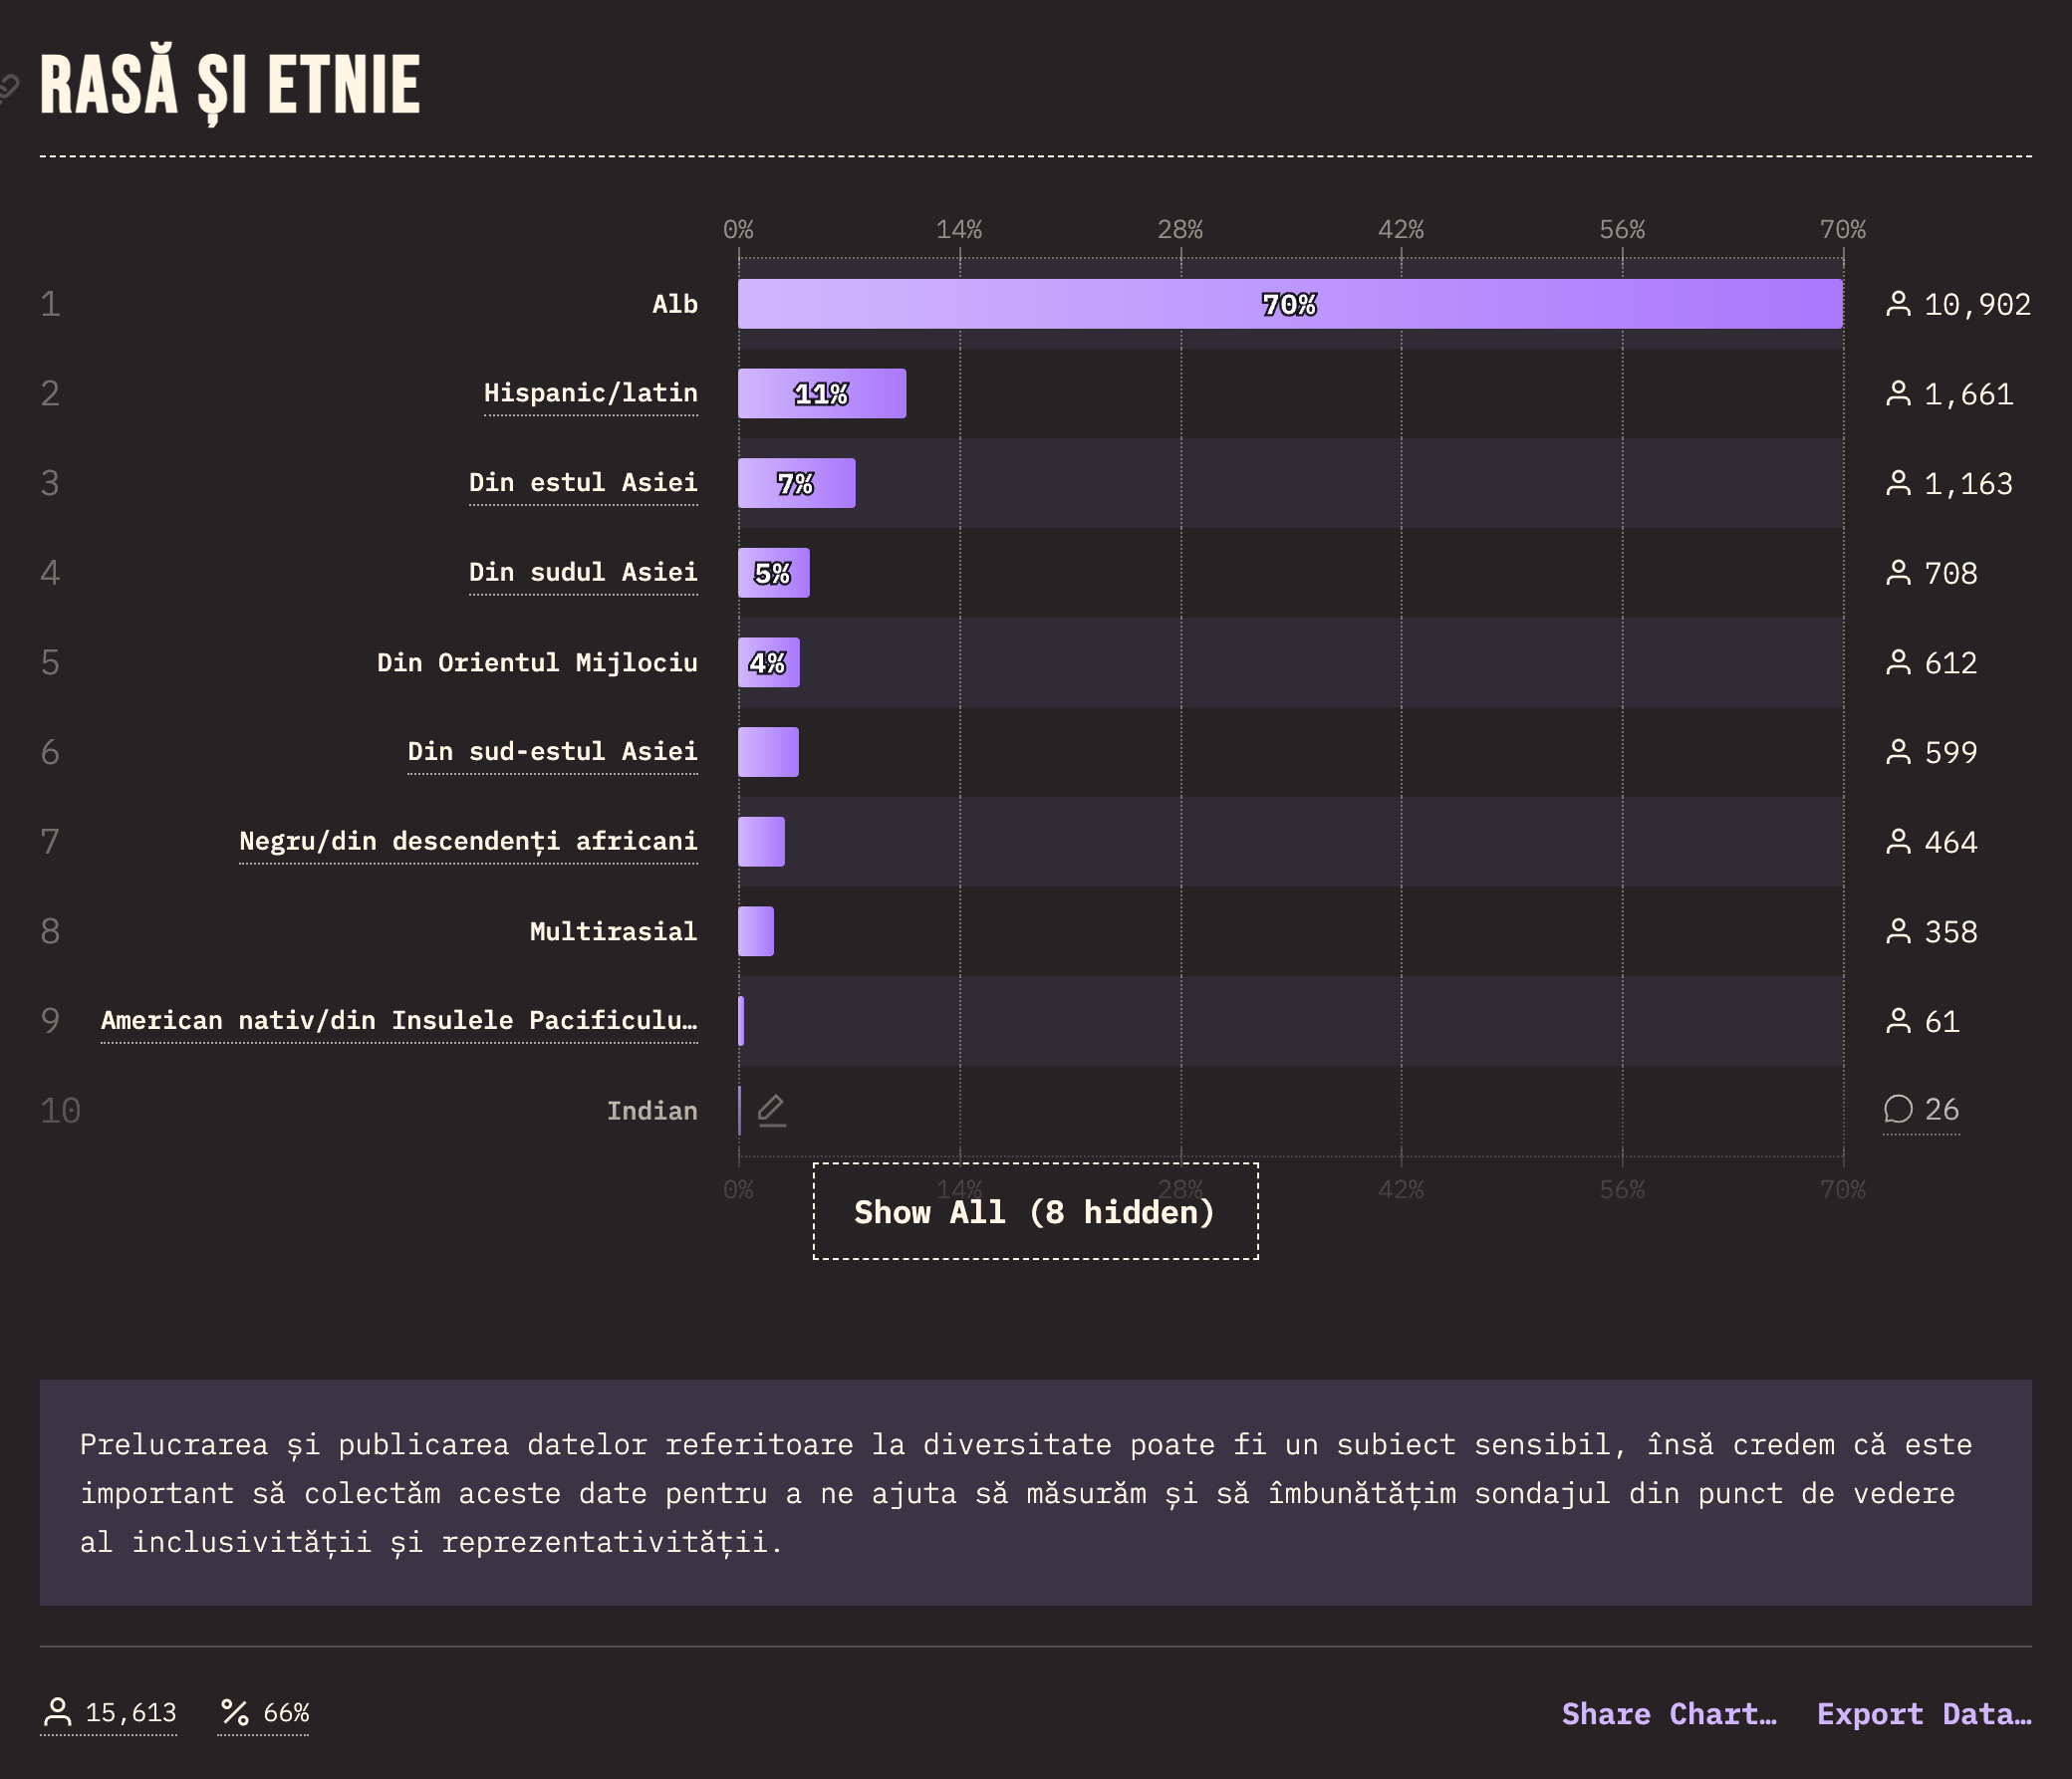 RASĂ ȘI ETNIE
0% 14% 28% 42% 56% 70%
1 Alb 70% 10,902
2 Hispanic/latin 11% 1,661
3 Din estul Asiei 7% 1,163
4 Din sudul Asiei 5% 708
5 Din Orientul Mijlociu 4% 612
6 Din sud-estul Asiei 599
7 Negru/din descendenți africani 464
8 Multirasial 358
9 American nativ/din Insulele Pacificulu… 61
10 Indian 26
0% 14% 28% 42% 56% 70%
Show All (8 hidden)
Prelucrarea și publicarea datelor referitoare la diversitate poate fi un subiect sensibil, însă credem că este
important să colectăm aceste date pentru a ne ajuta să măsurăm și să îmbunătățim sondajul din punct de vedere
al inclusivității și reprezentativității.
15,613 % 66% Share Chart… Export Data…